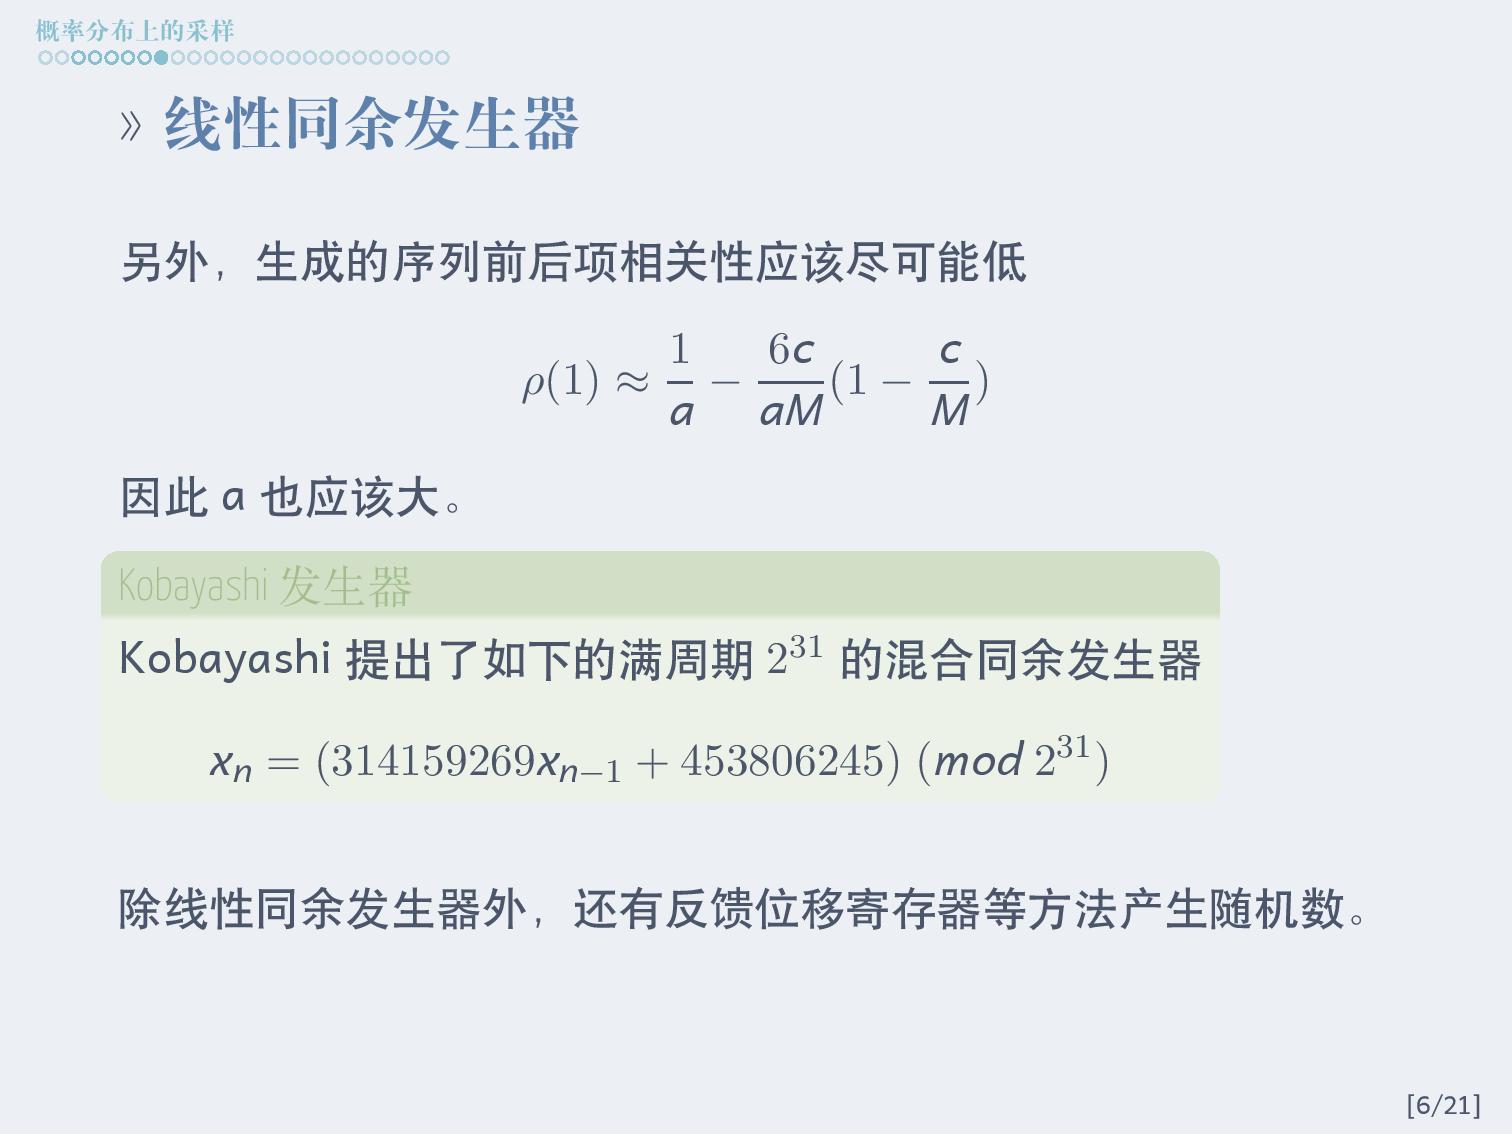 概率分布上的采样
» 线性同余发生器
另外，生成的序列前后项相关性应该尽可能低
ρ(1) ≈ 1/a − 6c/aM (1 − c/M)
因此 a 也应该大。
Kobayashi 发生器
Kobayashi 提出了如下的满周期 2^31 的混合同余发生器
x_n = (314159269x_{n−1} + 453806245) (mod 2^31)
除线性同余发生器外，还有反馈位移寄存器等方法产生随机数。
[6/21]